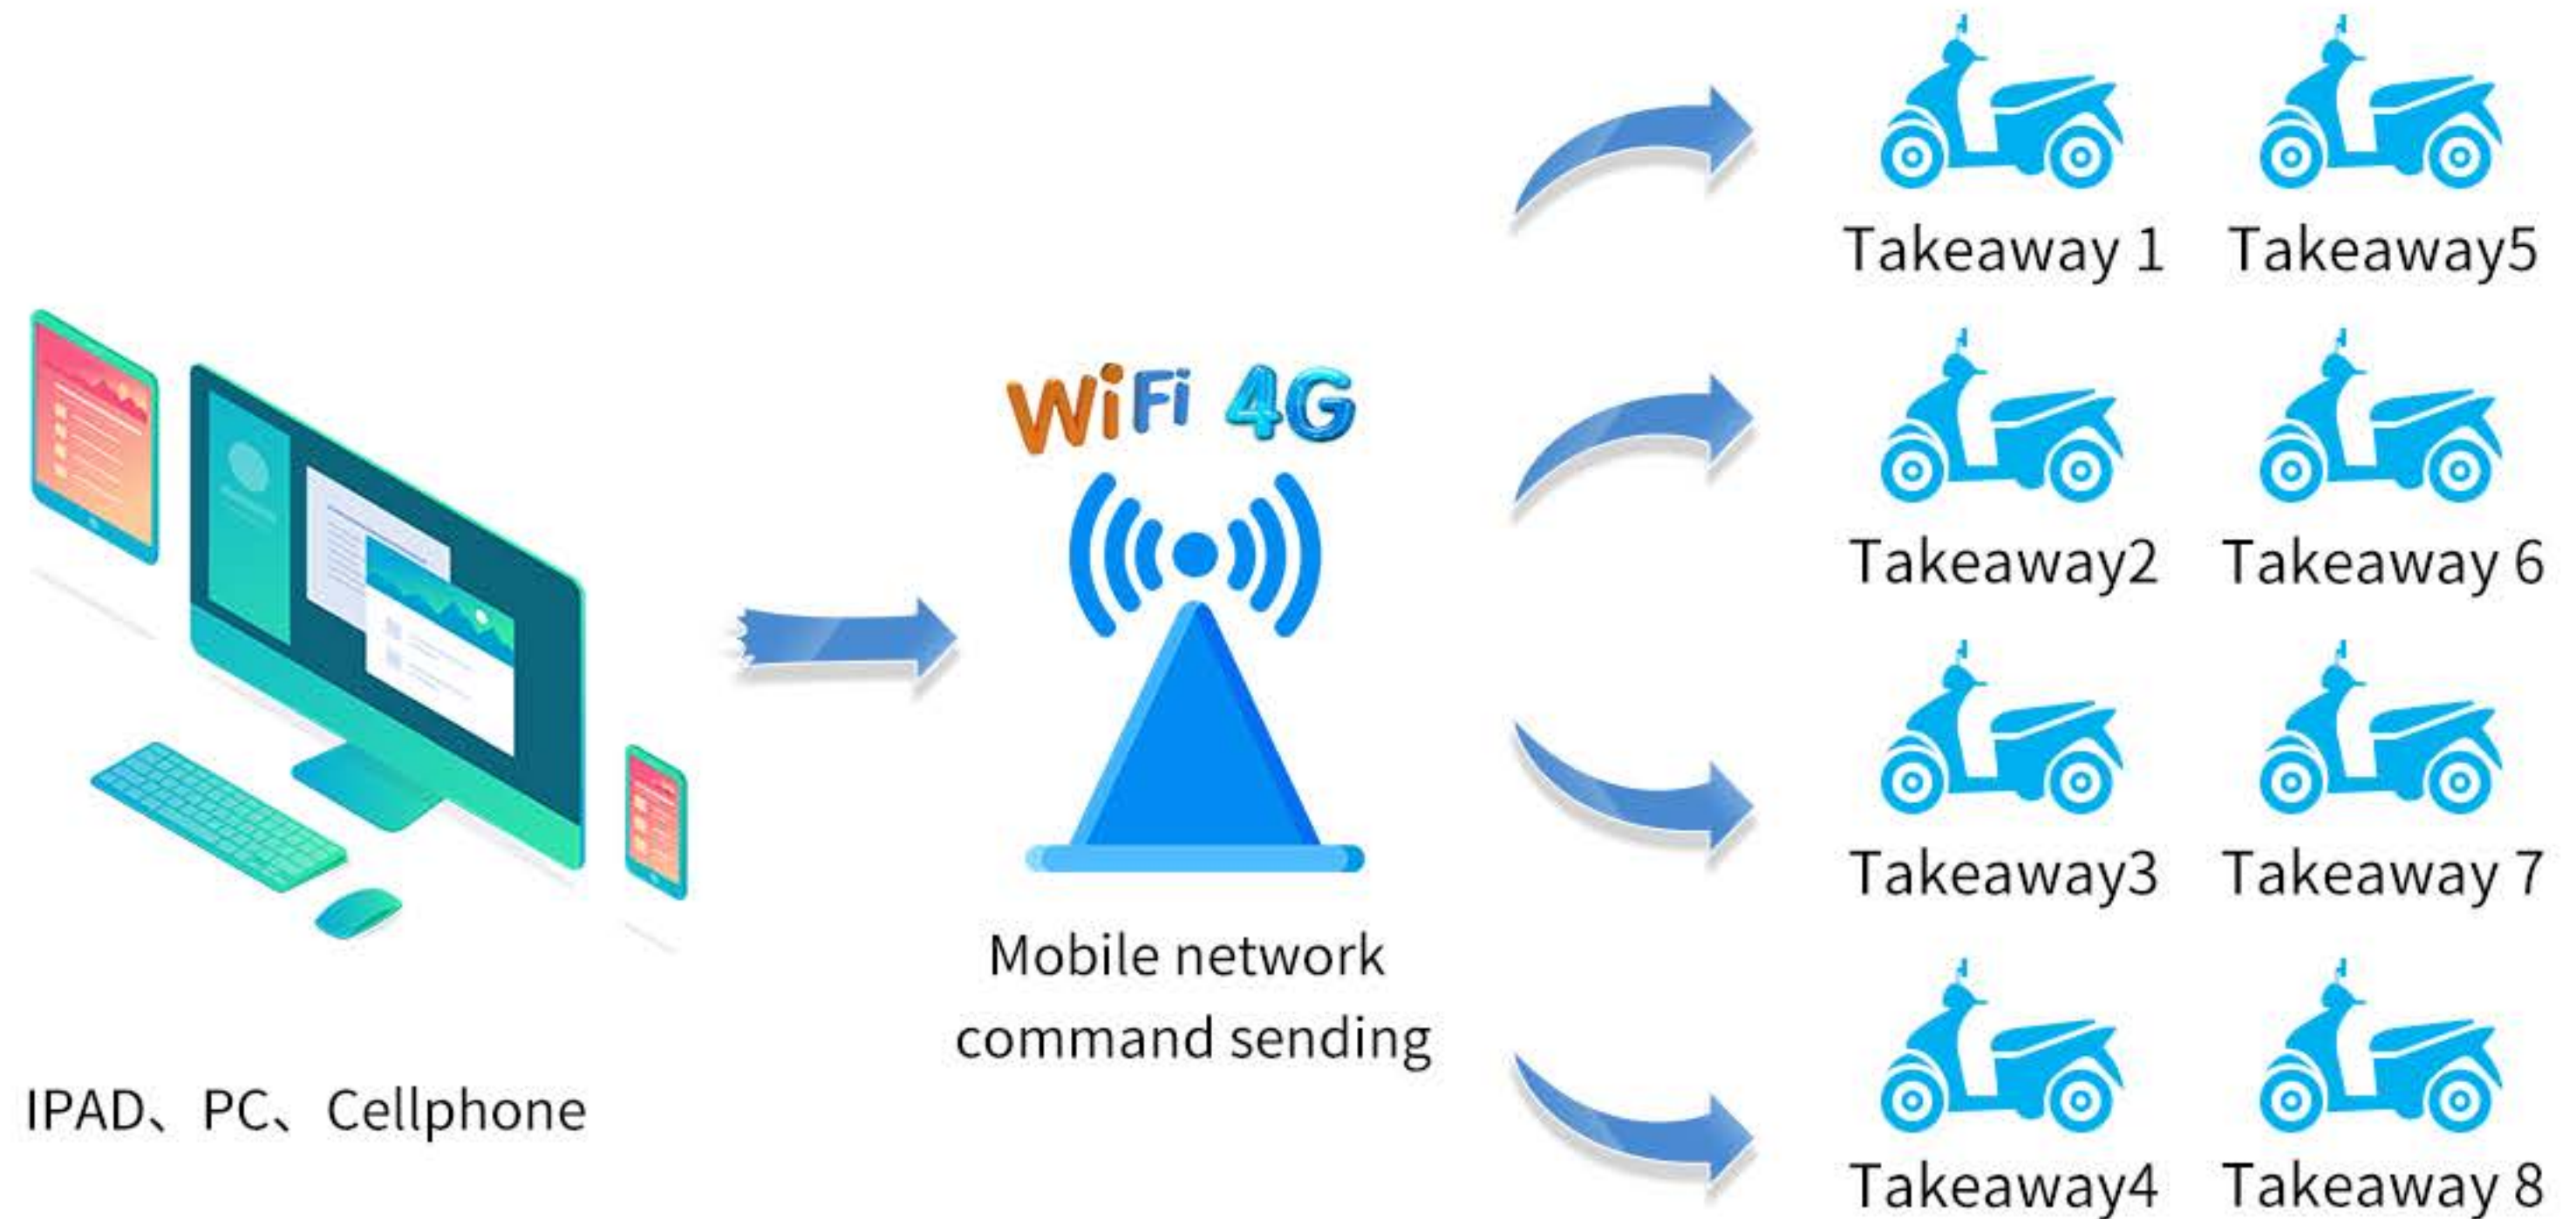 WiFi 4G
Mobile network
command sending
IPAD、PC、Cellphone
Takeaway 1
Takeaway5
Takeaway2
Takeaway 6
Takeaway3
Takeaway 7
Takeaway4
Takeaway 8